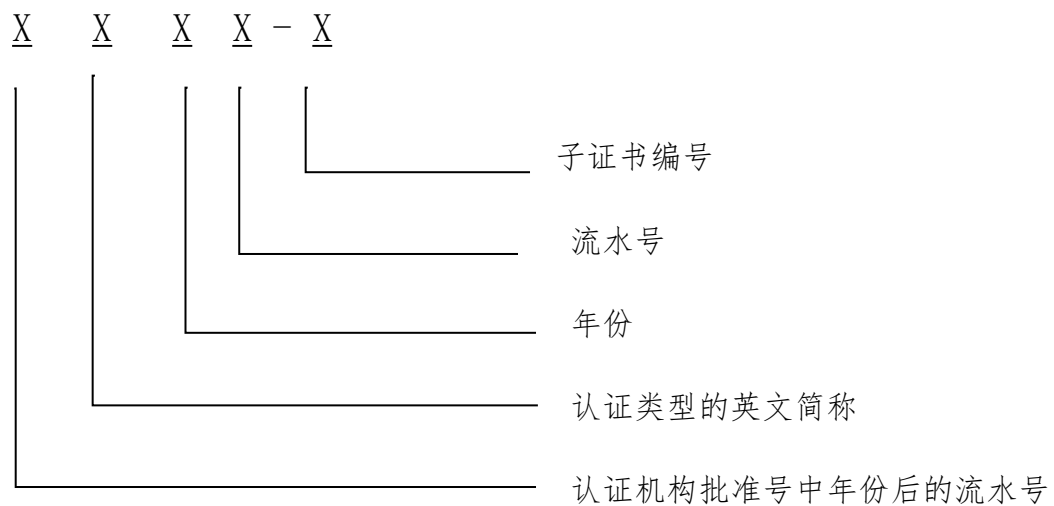 X X X X - X
子证书编号
流水号
年份
认证类型的英文简称
认证机构批准号中年份后的流水号